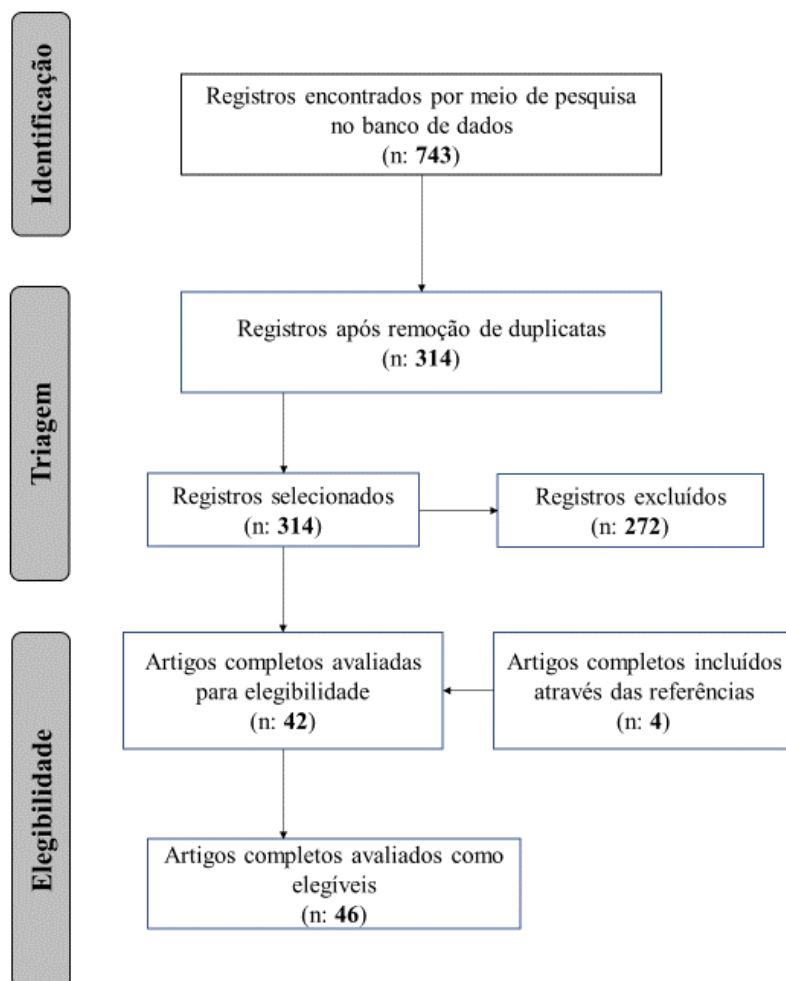 Identificação
Registros encontrados por meio de pesquisa
no banco de dados
(n: 743)
Triagem
Registros após remoção de duplicatas
(n: 314)
Registros selecionados
(n: 314)
Registros excluídos
(n: 272)
Elegibilidade
Artigos completos avaliadas
para elegibilidade
(n: 42)
Artigos completos incluídos
através das referências
(n: 4)
Artigos completos avaliados como
elegíveis
(n: 46)